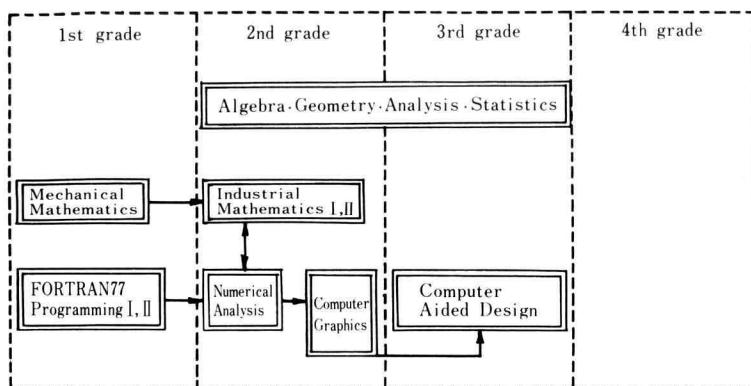 1st grade
2nd grade
3rd grade
4th grade
Algebra·Geometry·Analysis·Statistics
Mechanical
Mathematics
Industrial
Mathematics I,II
FORTRAN77
Programming I,II
Numerical
Analysis
Computer
Graphics
Computer
Aided Design